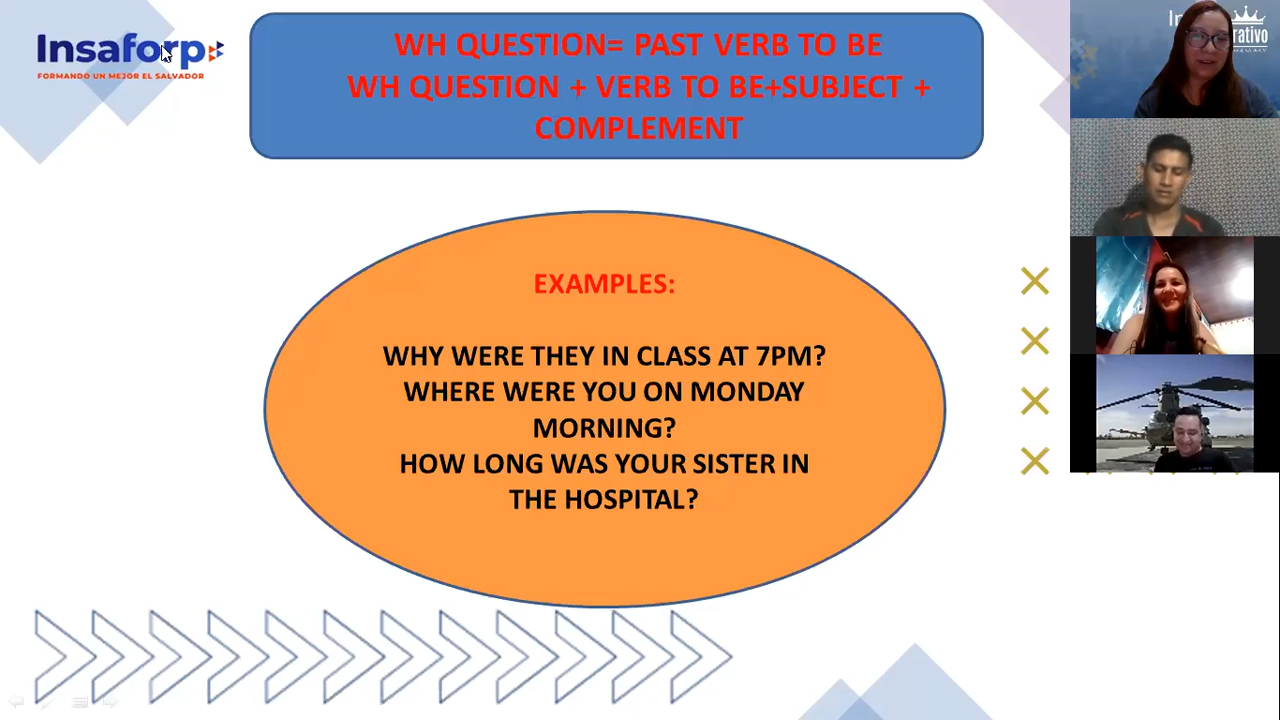 Insaforp
FORMANDO UN MEJOR EL SALVADOR
WH QUESTION= PAST VERB TO BE
WH QUESTION + VERB TO BE+SUBJECT +
COMPLEMENT
EXAMPLES:
WHY WERE THEY IN CLASS AT 7PM?
WHERE WERE YOU ON MONDAY
MORNING?
HOW LONG WAS YOUR SISTER IN
THE HOSPITAL?